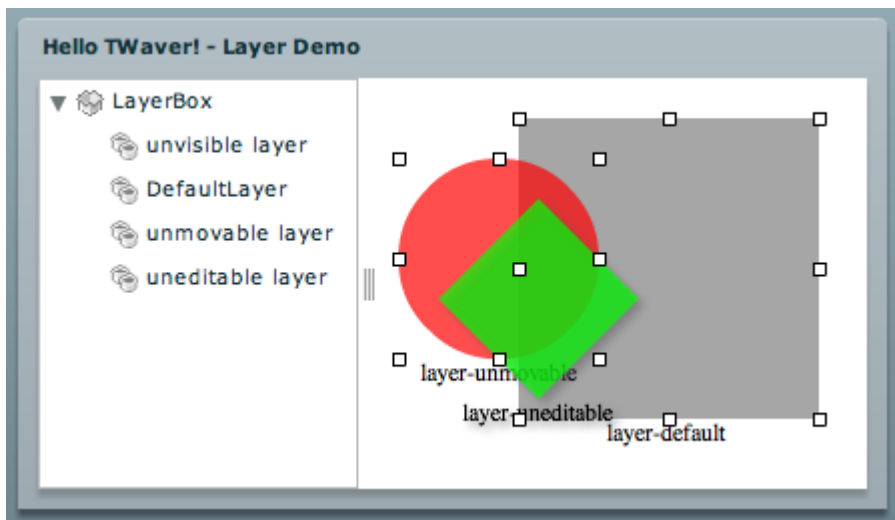 Hello TWaver! - Layer Demo
LayerBox
unvisible layer
DefaultLayer
unmovable layer
uneditable layer
layer-unmovable
layer-uneditable
layer-default